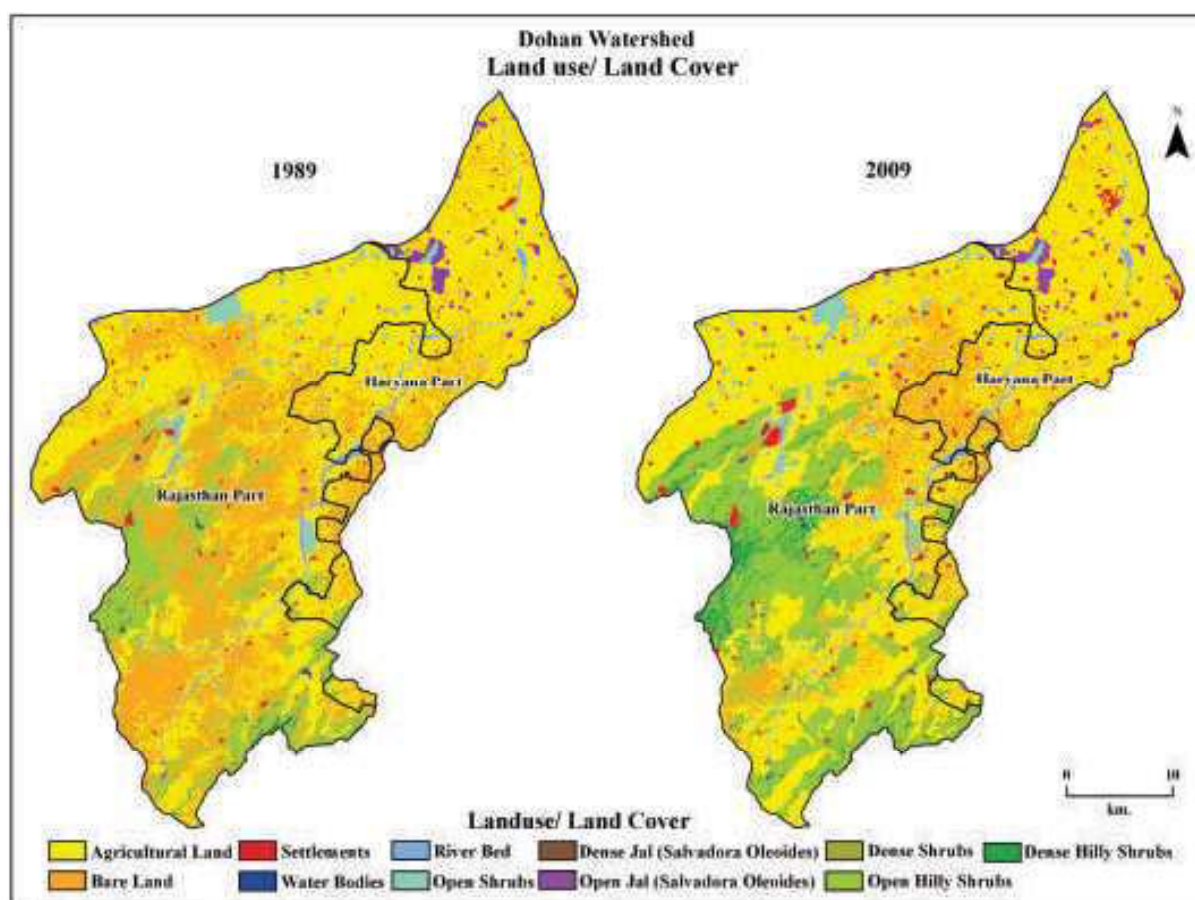 Dohan Watershed
Land use/ Land Cover
N
1989
2009
Haryana Part
Haryana Part
Rajasthan Part
Rajasthan Part
0 10
km.
Landuse/ Land Cover
Agricultural Land Settlements River Bed Dense Jal (Salvadora Oleoides) Dense Shrubs Dense Hilly Shrubs
Bare Land Water Bodies Open Shrubs Open Jal (Salvadora Oleoides) Open Hilly Shrubs